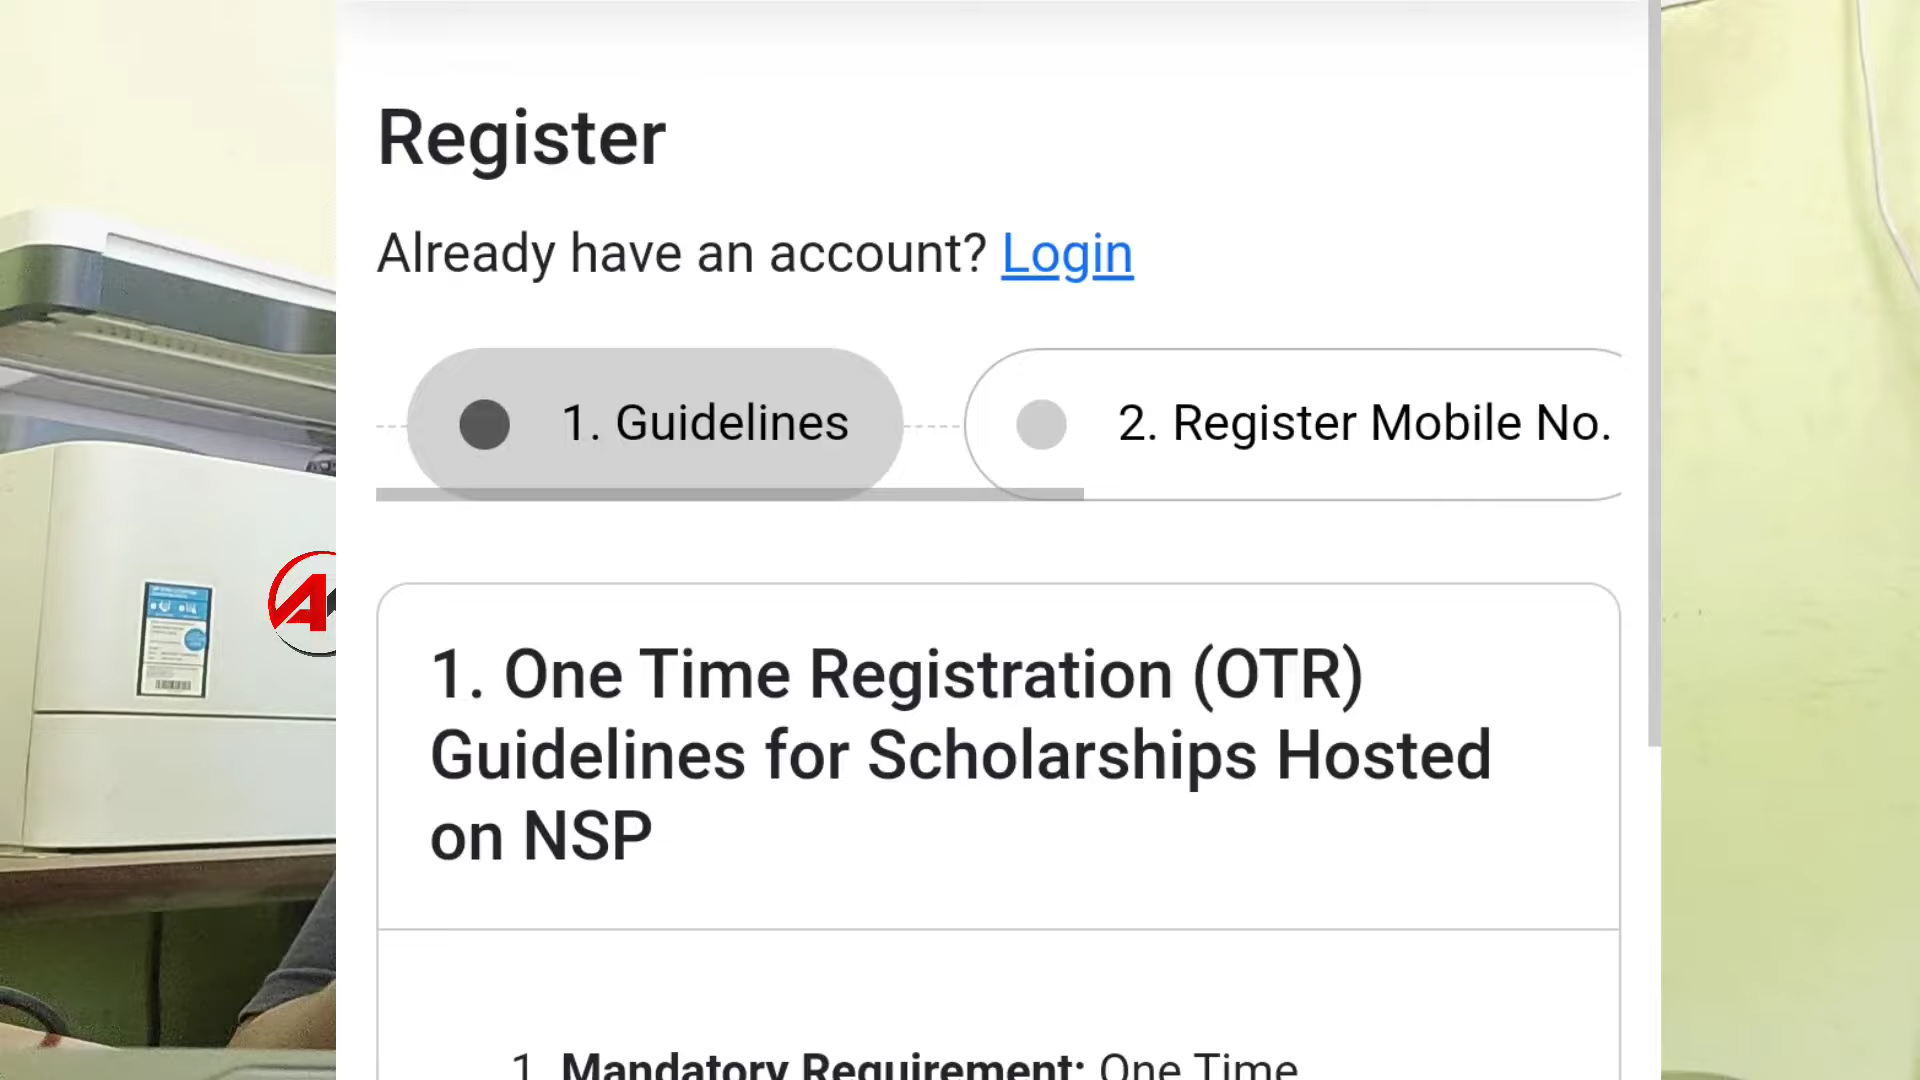 Register
Already have an account? Login
1. Guidelines
2. Register Mobile No.
1. One Time Registration (OTR)
Guidelines for Scholarships Hosted
on NSP
1. Mandatory Requirement: One Time